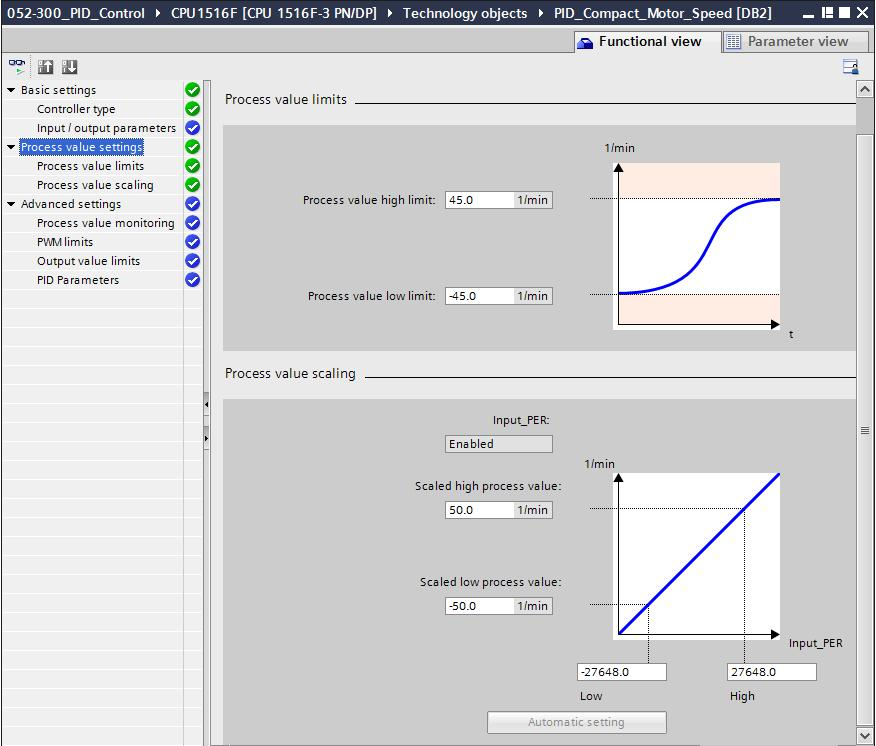 052-300_PID_Control ▸ CPU1516F [CPU 1516F-3 PN/DP] ▸ Technology objects ▸ PID_Compact_Motor_Speed [DB2]
Functional view
Parameter view
Basic settings
Controller type
Input / output parameters
Process value settings
Process value limits
Process value scaling
Advanced settings
Process value monitoring
PWM limits
Output value limits
PID Parameters
Process value limits
1/min
Process value high limit: 45.0 1/min
Process value low limit: -45.0 1/min
t
Process value scaling
Input_PER:
Enabled
1/min
Scaled high process value:
50.0 1/min
Scaled low process value:
-50.0 1/min
Input_PER
-27648.0 27648.0
Low High
Automatic setting